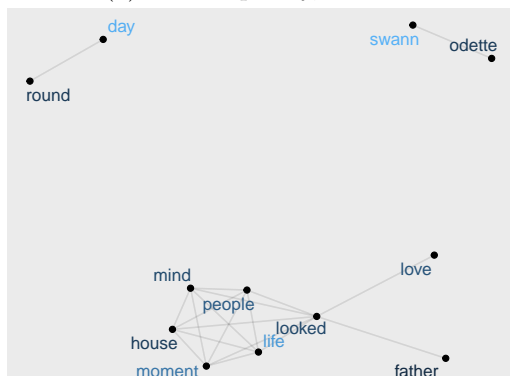 day
swann
odette
round
mind
love
people
looked
house
life
moment
father